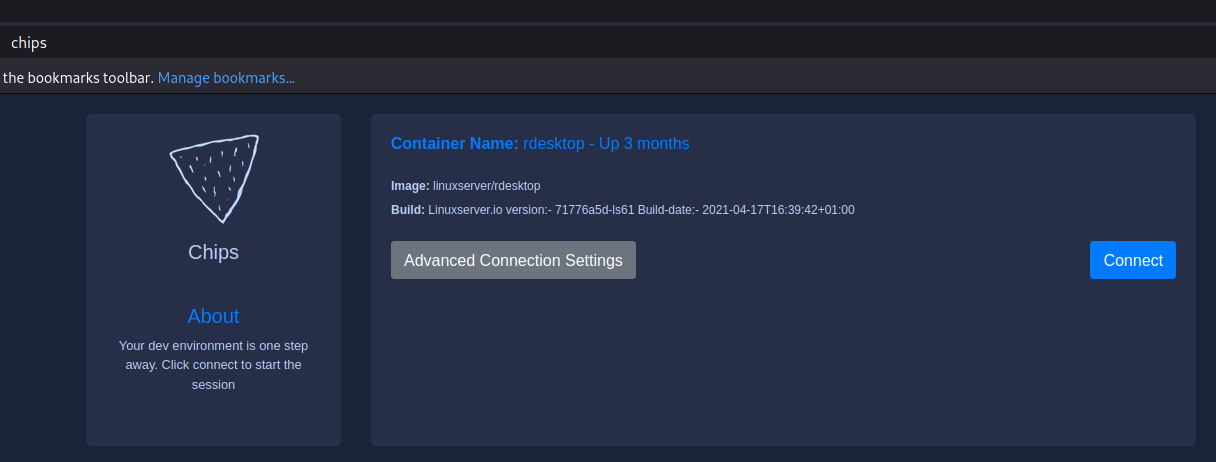 chips
the bookmarks toolbar. Manage bookmarks...
Chips
About
Your dev environment is one step
away. Click connect to start the
session
Container Name: rdesktop - Up 3 months
Image: linuxserver/rdesktop
Build: Linuxserver.io version:- 71776a5d-ls61 Build-date:- 2021-04-17T16:39:42+01:00
Advanced Connection Settings
Connect